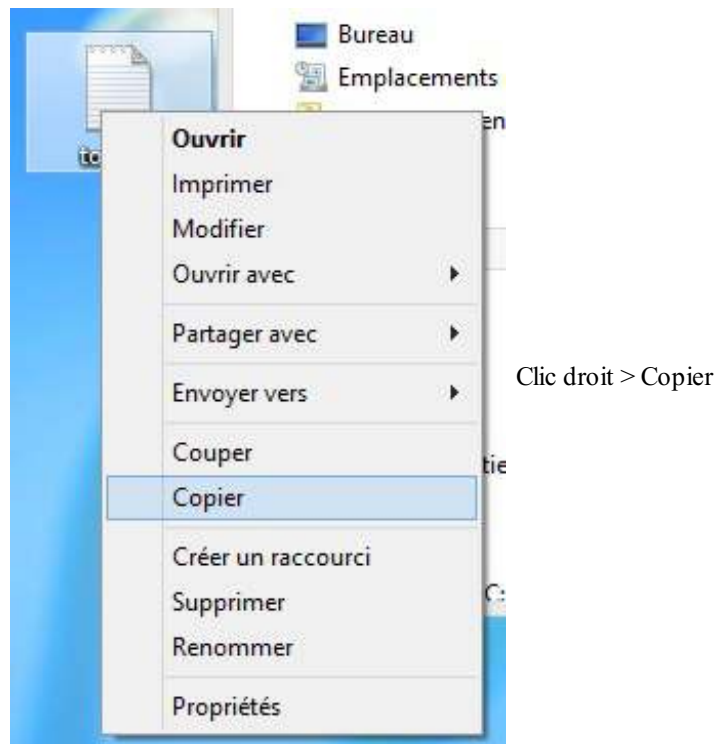 Bureau
Emplacements
Ouvrir
Imprimer
Modifier
Ouvrir avec
Partager avec
Envoyer vers
Clic droit > Copier
Couper
Copier
Créer un raccourci
Supprimer
C:
Renommer
Propriétés